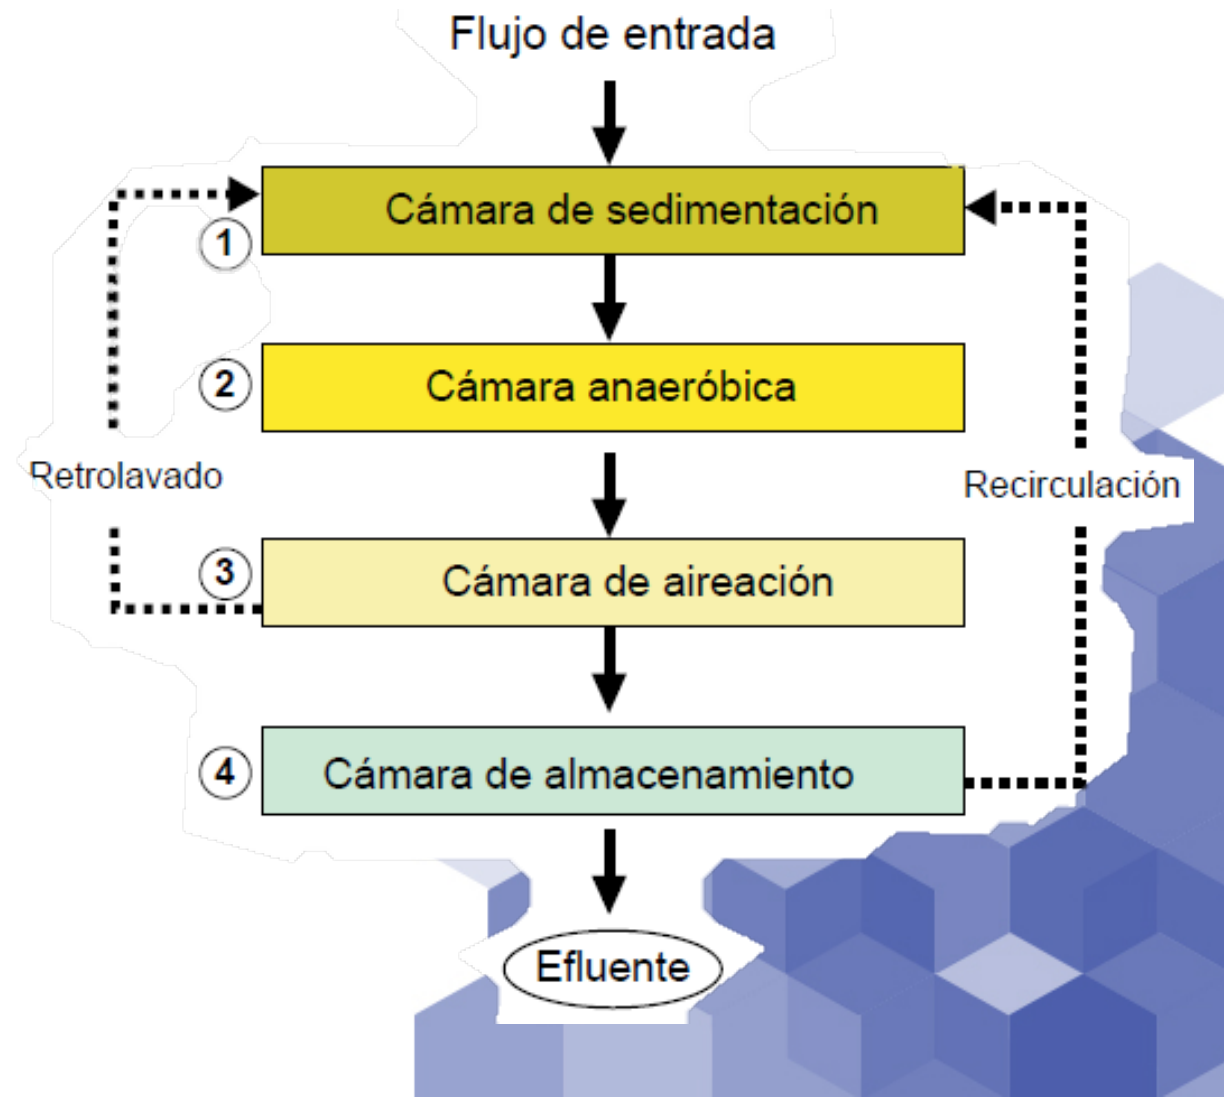 Flujo de entrada
Cámara de sedimentación
1
2
Cámara anaeróbica
Retrolavado
Recirculación
3
Cámara de aireación
4
Cámara de almacenamiento
Efluente